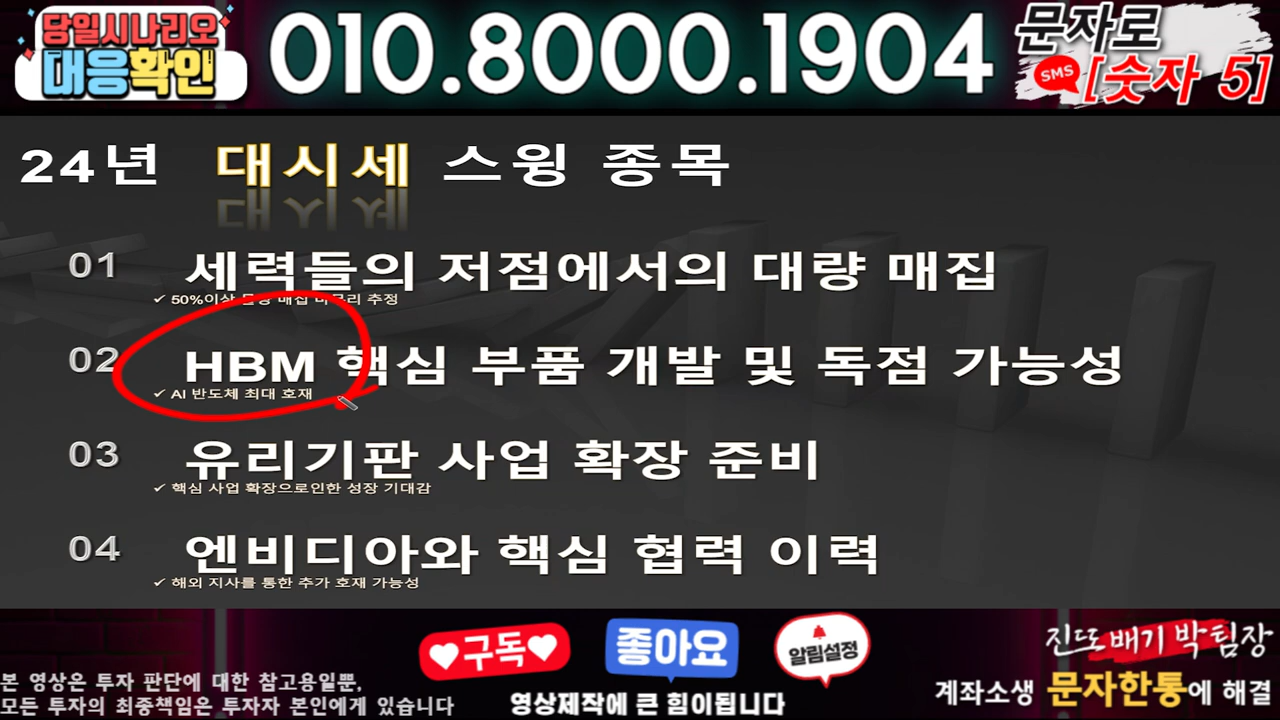 당일시나리오
대응확인
010.8000.1904
문자로
SMS [숫자 5]
24년 대시세 스윙 종목
01 세력들의 저점에서의 대량 매집
✓ 50%이상 물량 매집 마무리 추정
02 HBM 핵심 부품 개발 및 독점 가능성
✓ AI 반도체 최대 호재
03 유리기판 사업 확장 준비
✓ 핵심 사업 확장으로인한 성장 기대감
04 엔비디아와 핵심 협력 이력
✓ 해외 지사를 통한 추가 호재 가능성
구독
좋아요
알림설정
영상제작에 큰 힘이됩니다
본 영상은 투자 판단에 대한 참고용일뿐,
모든 투자의 최종책임은 투자자 본인에게 있습니다
진또배기 박팀장
계좌소생 문자한통에 해결